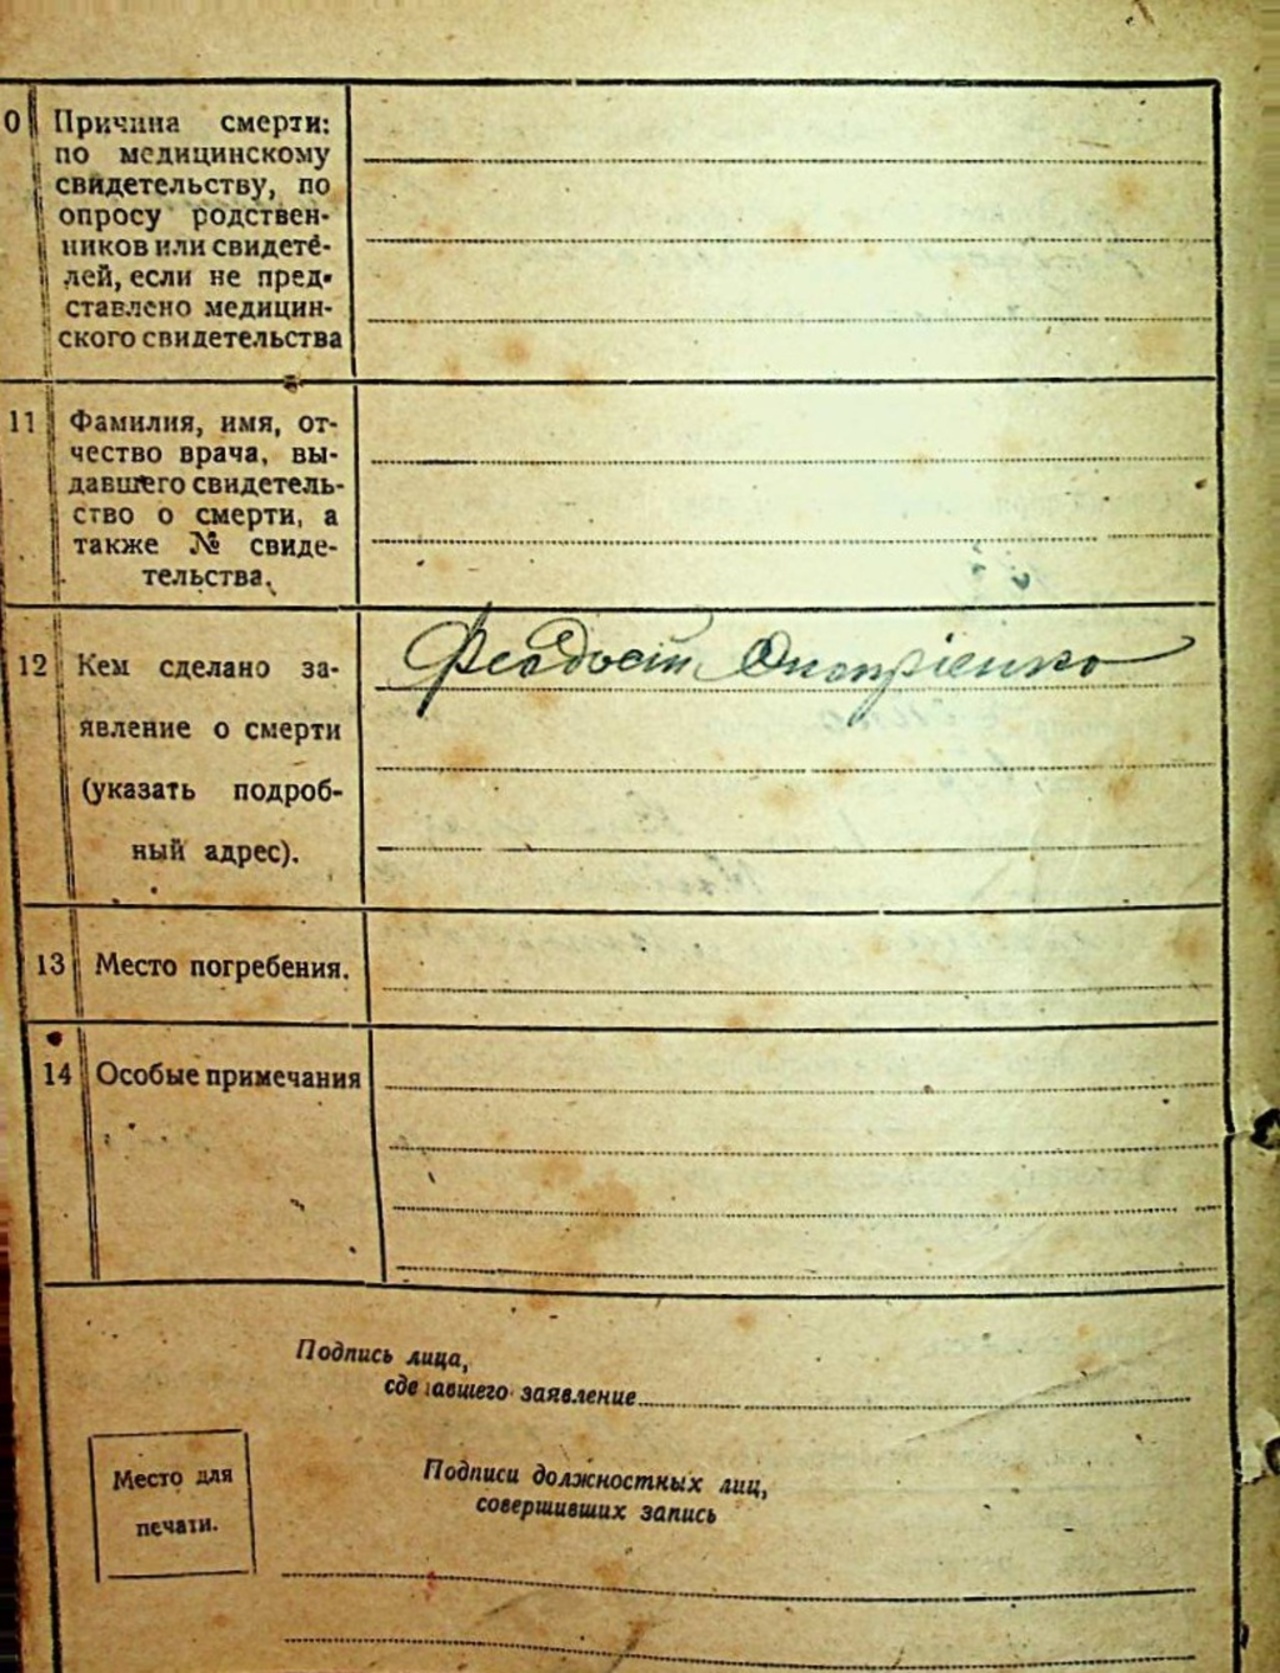 0 Причина смерти:
по медицинскому
свидетельству, по
опросу родствен-
ников или свидете-
лей, если не пред-
ставлено медицин-
ского свидетельства
11 Фамилия, имя, от-
чество врача, вы-
давшего свидетель-
ство о смерти, а
также № свиде-
тельства.
12 Кем сделано за-
явление о смерти
(указать подроб-
ный адрес).
Феодосій
13 Место погребения.
14 Особые примечания
Подпись лица,
сделавшего заявление
Место для
печати.
Подписи должностных лиц,
совершивших запись